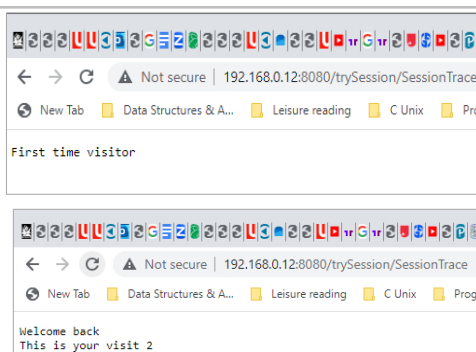 Not secure | 192.168.0.12:8080/trySession/SessionTrace
New Tab Data Structures & A... Leisure reading C Unix Pro
First time visitor
Not secure | 192.168.0.12:8080/trySession/SessionTrace
New Tab Data Structures & A... Leisure reading C Unix Prog
Welcome back
This is your visit 2